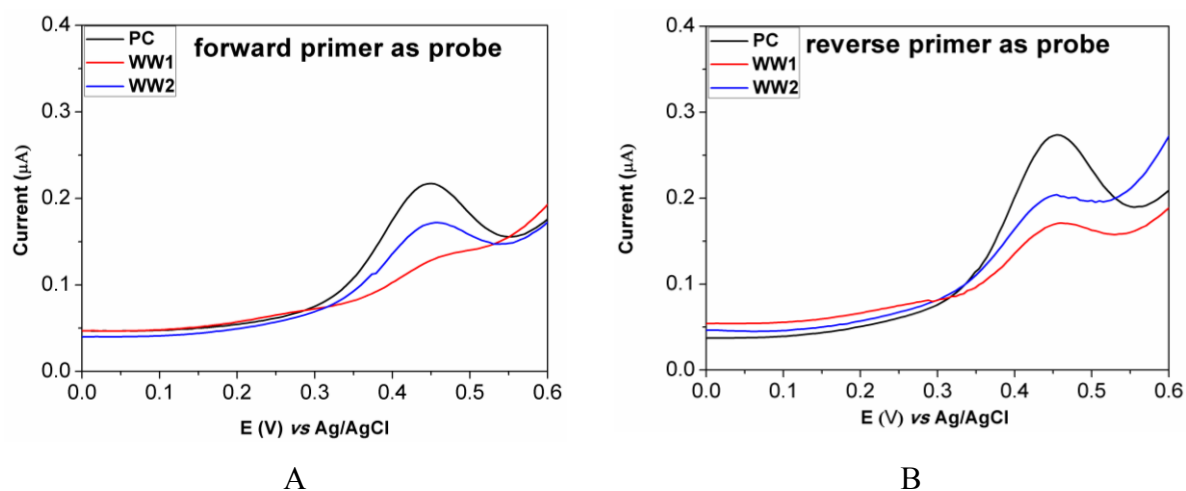 forward primer as probe
PC
WW1
WW2
0.4
0.3
0.2
0.1
0.0
Current (μA)
0.0 0.1 0.2 0.3 0.4 0.5 0.6
E (V) vs Ag/AgCl
A
reverse primer as probe
PC
WW1
WW2
0.4
0.3
0.2
0.1
0.0
Current (μA)
0.0 0.1 0.2 0.3 0.4 0.5 0.6
E (V) vs Ag/AgCl
B